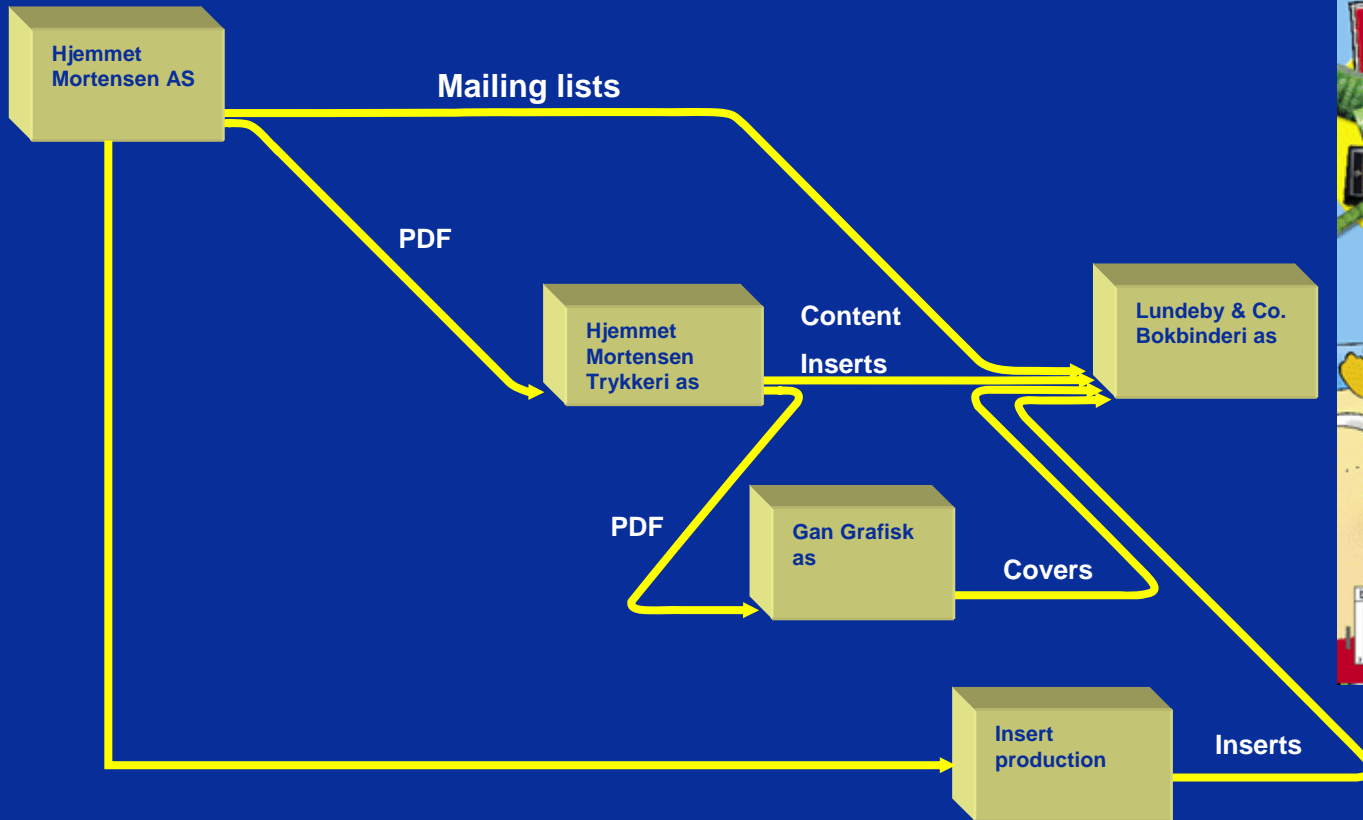 Hjemmet
Mortensen AS
Mailing lists
PDF
Hjemmet
Mortensen
Trykkeri as
Content
Inserts
Lundeby & Co.
Bokbinderi as
PDF
Gan Grafisk
as
Covers
Insert
production
Inserts